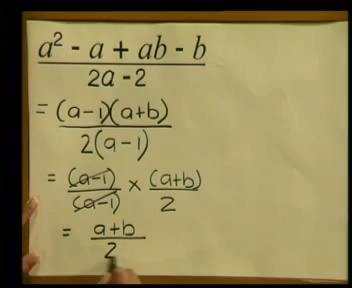 a² - a + ab - b
2a - 2
= (a-1)(a+b)
2(a-1)
= (a-1) × (a+b)
(a-1) 2
= a+b
2